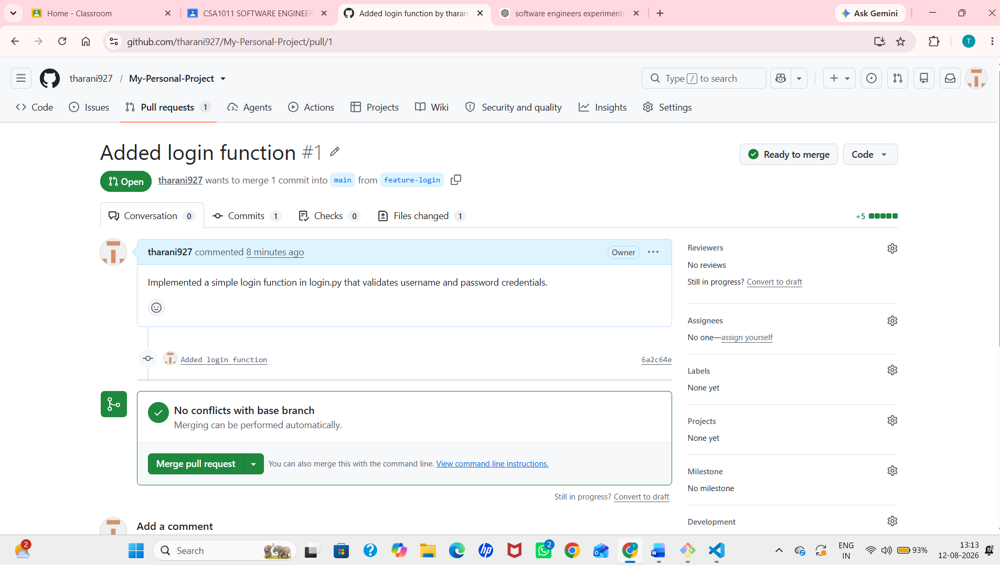 Home - Classroom
CSA1011 SOFTWARE ENGINEER
Added login function by tharan
software engineers experiments
Ask Gemini
github.com/tharani927/My-Personal-Project/pull/1
T
tharani927 / My-Personal-Project
Type / to search
Code
Issues
Pull requests 1
Agents
Actions
Projects
Wiki
Security and quality
Insights
Settings
Added login function #1
Ready to merge
Code
Open
tharani927 wants to merge 1 commit into main from feature-login
Conversation 0
Commits 1
Checks 0
Files changed 1
+5
tharani927 commented 8 minutes ago
Owner
Implemented a simple login function in login.py that validates username and password credentials.
Added login function
6a2c64e
No conflicts with base branch
Merging can be performed automatically.
Merge pull request
You can also merge this with the command line. View command line instructions.
Still in progress? Convert to draft
Add a comment
Reviewers
No reviews
Still in progress? Convert to draft
Assignees
No one—assign yourself
Labels
None yet
Projects
None yet
Milestone
No milestone
Development
2
Search
2
ENG
IN
93%
13:13
12-08-2026